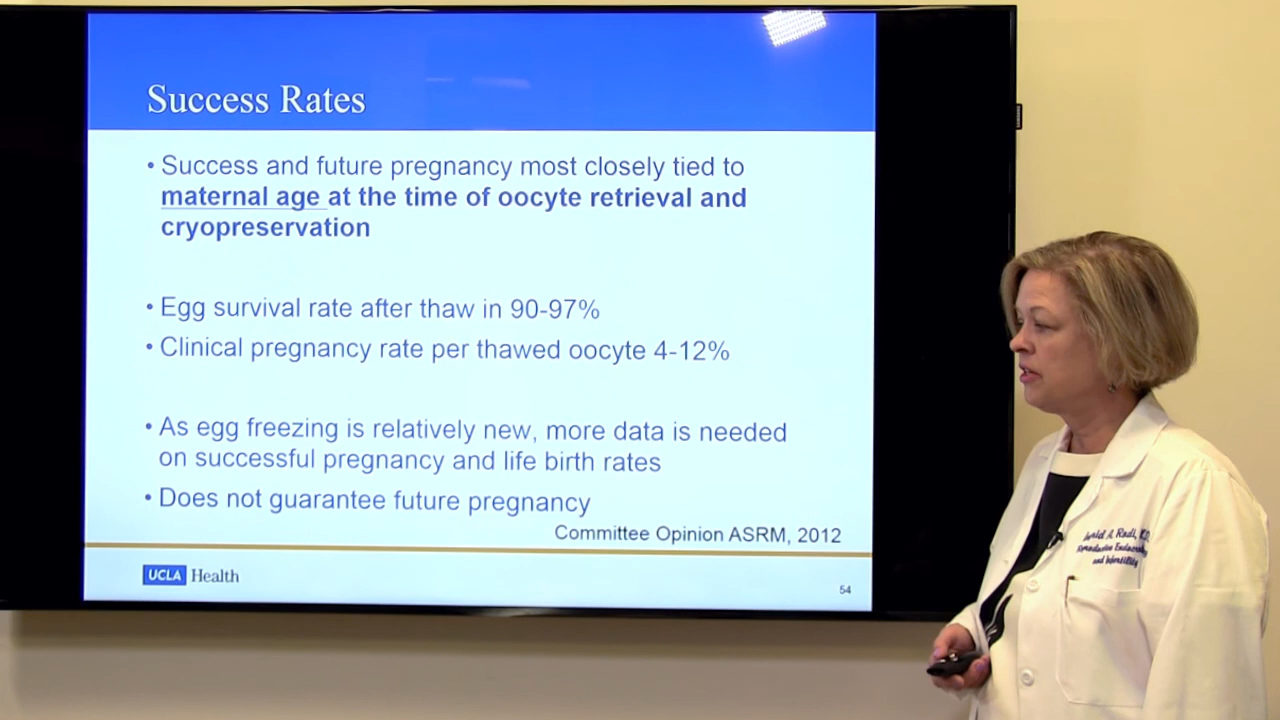 Success Rates
• Success and future pregnancy most closely tied to
maternal age at the time of oocyte retrieval and
cryopreservation
• Egg survival rate after thaw in 90-97%
• Clinical pregnancy rate per thawed oocyte 4-12%
• As egg freezing is relatively new, more data is needed
on successful pregnancy and life birth rates
• Does not guarantee future pregnancy
Committee Opinion ASRM, 2012
UCLA Health
54
A. Rodi,
and Infertility